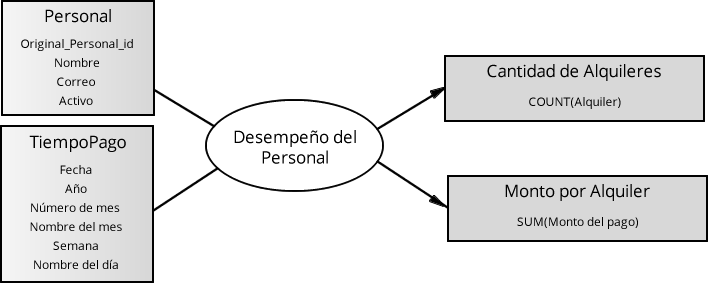 Personal
Original_Personal_id
Nombre
Correo
Activo
TiempoPago
Fecha
Año
Número de mes
Nombre del mes
Semana
Nombre del día
Desempeño del
Personal
Cantidad de Alquileres
COUNT(Alquiler)
Monto por Alquiler
SUM(Monto del pago)